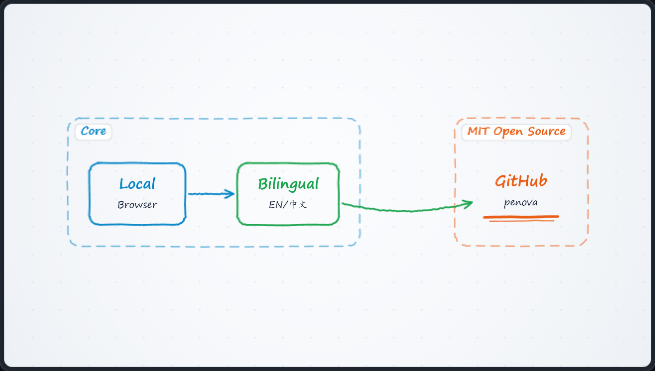 Core
Local
Browser
Bilingual
EN/中文
MIT Open Source
GitHub
penova